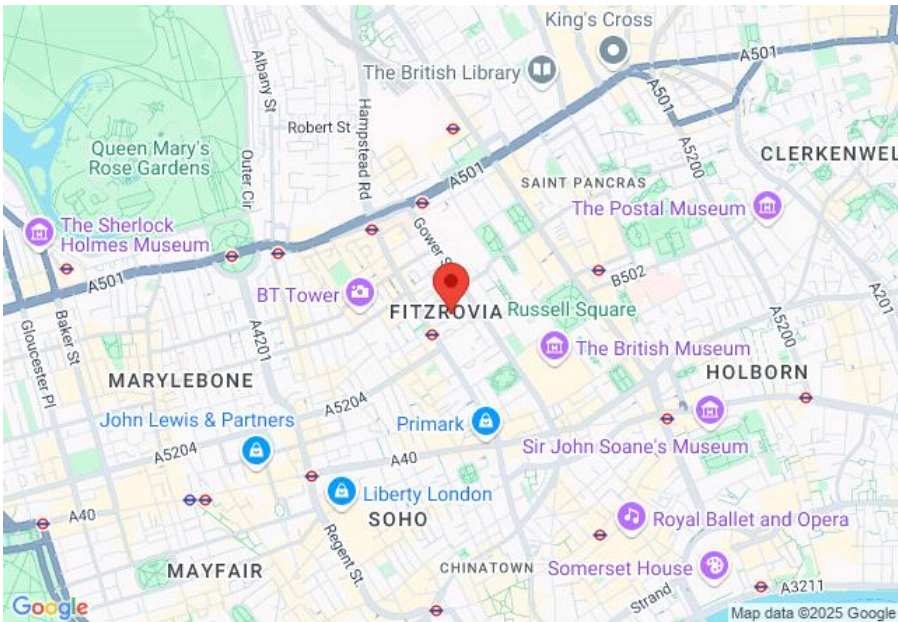 King's Cross
A501
The British Library
A501
Albany St
Hampstead Rd
Robert St
A501
A5200
CLERKENWEL
Queen Mary's
Rose Gardens
Outer Cir
A501
SAINT PANCRAS
The Postal Museum
The Sherlock
Holmes Museum
Gower S
B502
A501
BT Tower
FITZROVIA
Russell Square
A201
A5200
Baker St
Gloucester Pl
A4201
The British Museum
MARYLEBONE
HOLBORN
A5204
John Lewis & Partners
Primark
Sir John Soane's
Museum
A5204
A40
Liberty London
A40
SOHO
Royal Ballet and Opera
Regent St.
MAYFAIR
CHINATOWN
Somerset House
Strand
A3211
Google
Map data ©2025 Google